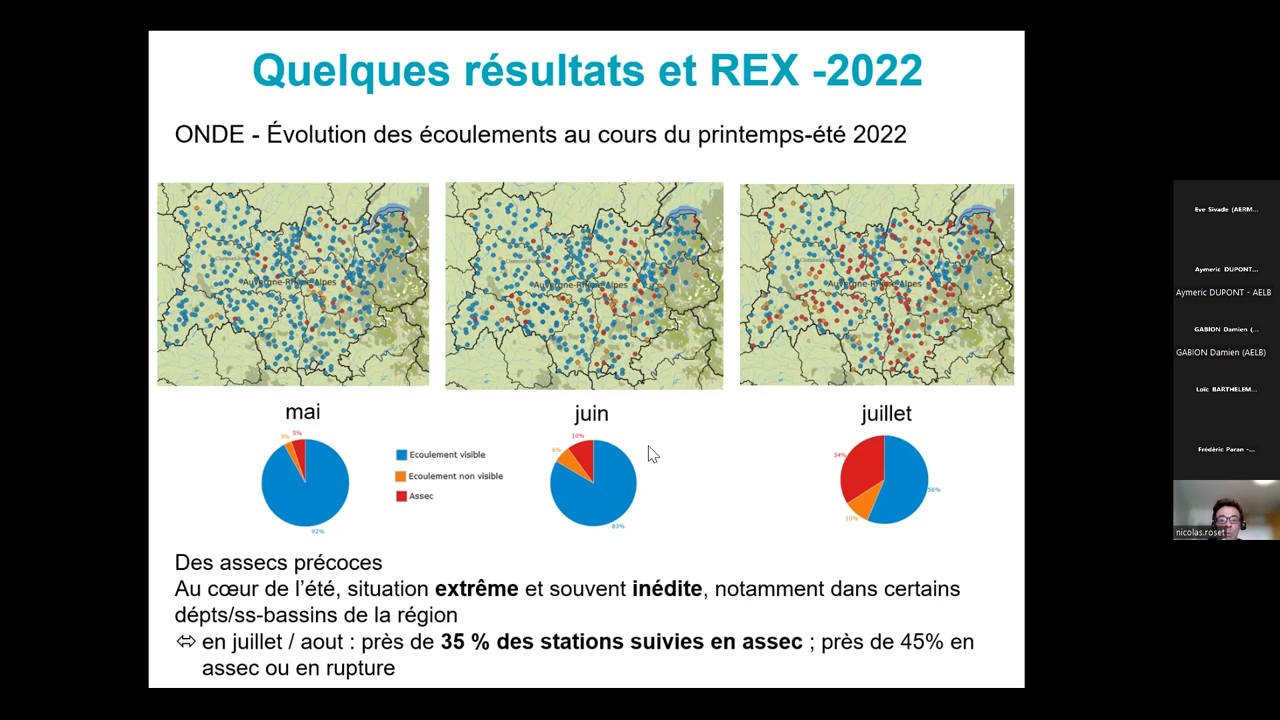 Quelques résultats et REX -2022
ONDE - Évolution des écoulements au cours du printemps-été 2022
Auvergne-Rhône-Alpes
Auvergne-Rhône-Alpes
Auvergne-Rhône-Alpes
mai
juin
juillet
3%
5%
92%
Ecoulement visible
Ecoulement non visible
Assec
6%
10%
83%
34%
10%
56%
Des assecs précoces
Au cœur de l'été, situation extrême et souvent inédite, notamment dans certains
dépts/ss-bassins de la région
⇔ en juillet / aout : près de 35 % des stations suivies en assec ; près de 45% en
assec ou en rupture
Eve Sivade (AERM...
Aymeric DUPONT...
Aymeric DUPONT - AELB
GABION Damien (...
GABION Damien (AELB)
Loïc BARTHELEM...
Frédéric Paran -...
nicolas.roset